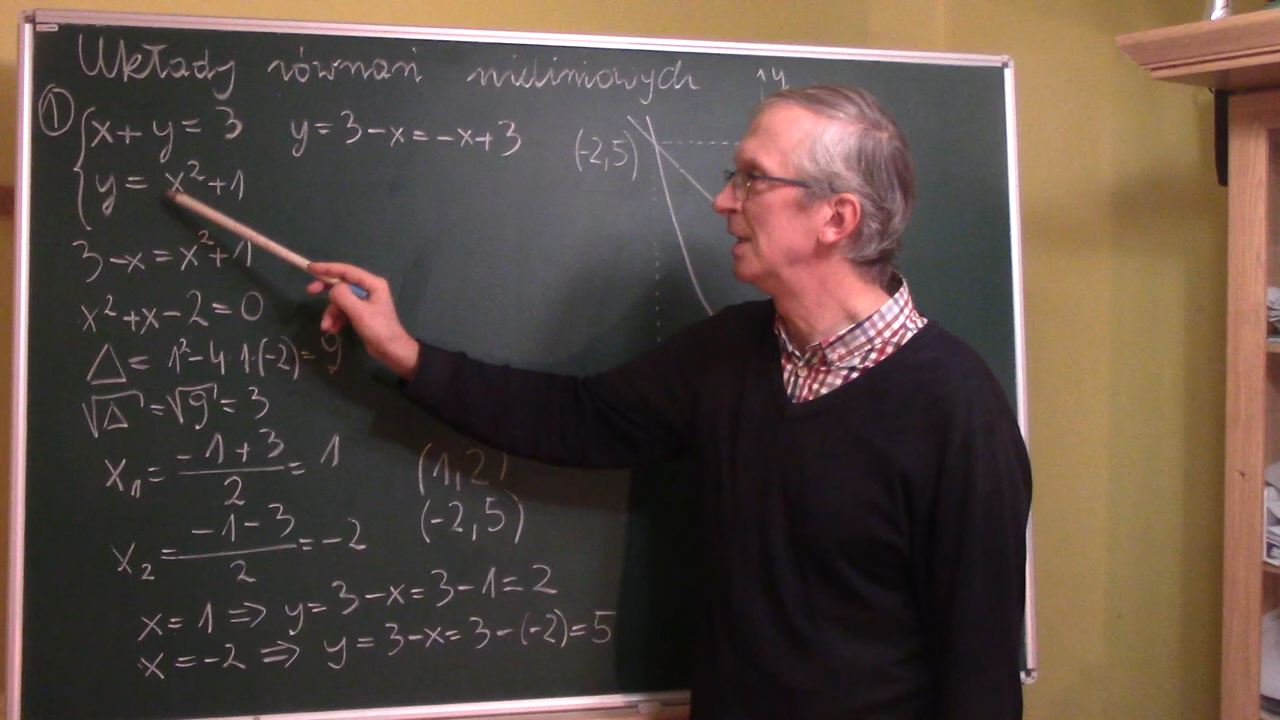 Układy równań nieliniowych
① { x + y = 3 y = 3 - x = -x + 3
y = x² + 1
3 - x = x² + 1
x² + x - 2 = 0
Δ = 1² - 4·1·(-2) = 9
√Δ = √9 = 3
x₁ = (-1 + 3)/2 = 1
x₂ = (-1 - 3)/2 = -2
x = 1 ⇒ y = 3 - x = 3 - 1 = 2
x = -2 ⇒ y = 3 - x = 3 - (-2) = 5
(1,2)
(-2,5)
y
(-2,5)